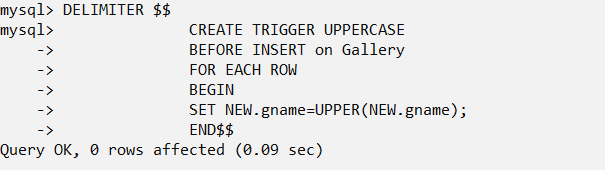 mysql> DELIMITER $$
mysql> CREATE TRIGGER UPPERCASE
-> BEFORE INSERT on Gallery
-> FOR EACH ROW
-> BEGIN
-> SET NEW.gname=UPPER(NEW.gname);
-> END$$
Query OK, 0 rows affected (0.09 sec)